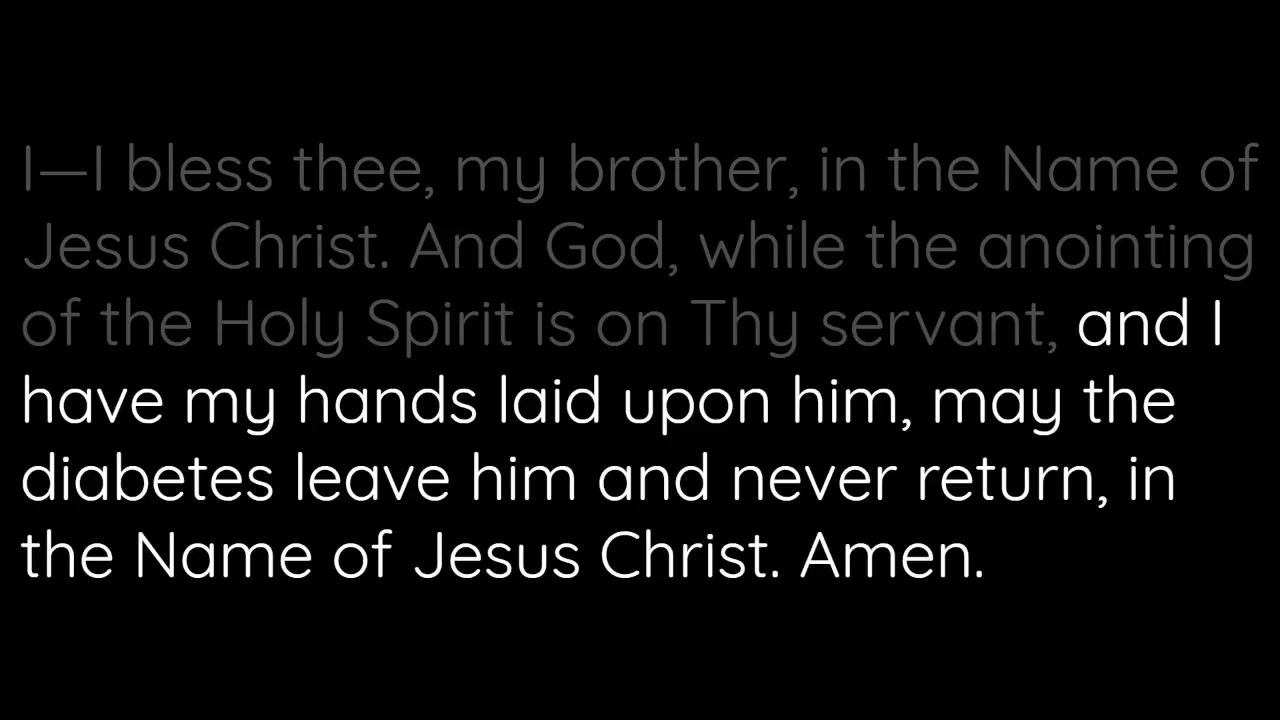 I—I bless thee, my brother, in the Name of
Jesus Christ. And God, while the anointing
of the Holy Spirit is on Thy servant, and I
have my hands laid upon him, may the
diabetes leave him and never return, in
the Name of Jesus Christ. Amen.